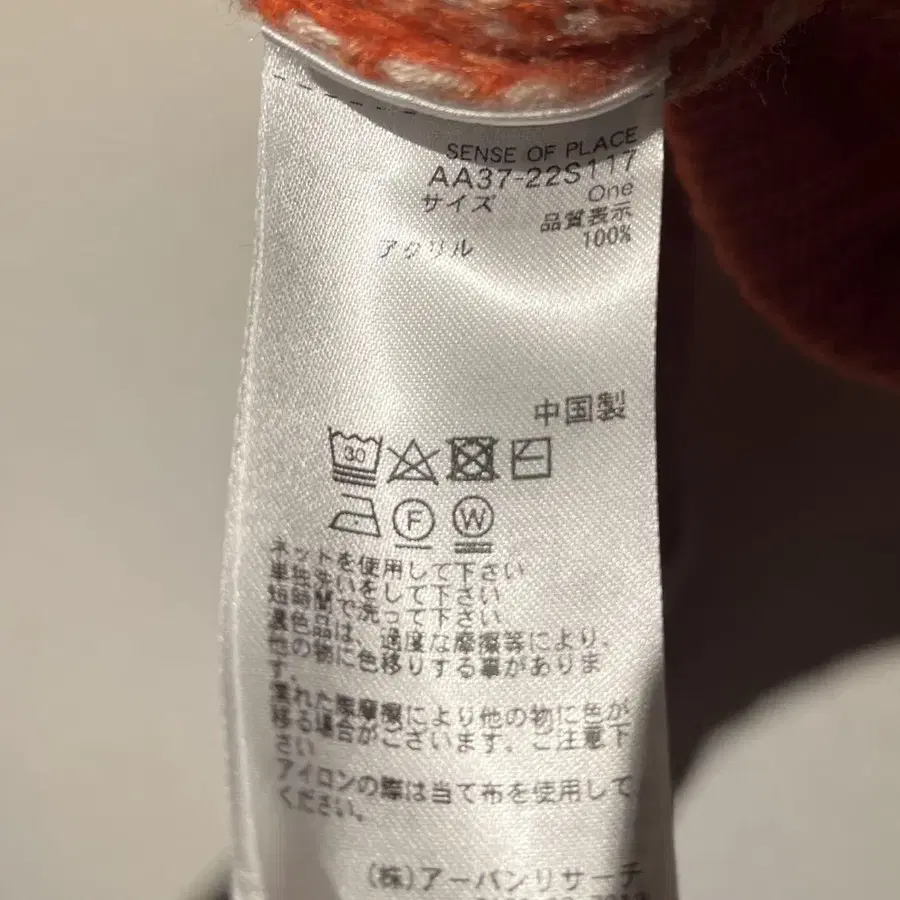 SENSE OF PLACE
AA37-22S117
サイズ One
品質表示
アクリル 100%
中国製
30
F W
ネットを使用して下さい
単独洗いをして下さい
短時間で洗って下さい
濃色品は、過度な摩擦等により、
他の物に色移りする事がありま
す。
濡れた際摩擦により他の物に色が
移る場合がございます。ご注意下
さい
アイロンの際は当て布を使用して
ください。
(株)アーバンリサーチ